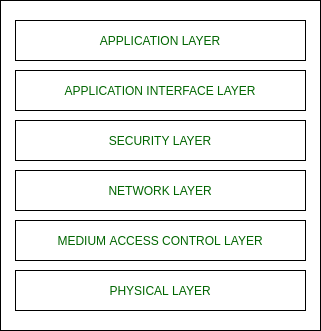 APPLICATION LAYER
APPLICATION INTERFACE LAYER
SECURITY LAYER
NETWORK LAYER
MEDIUM ACCESS CONTROL LAYER
PHYSICAL LAYER